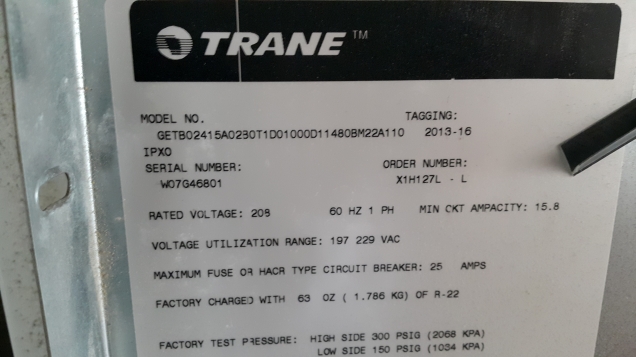 TRANE™
MODEL NO. TAGGING:
GETB02415A02B0T1D01000D11480BM22A110 2013-16
IPX0
SERIAL NUMBER: ORDER NUMBER:
W07G46801 X1H127L - L
RATED VOLTAGE: 208 60 HZ 1 PH MIN CKT AMPACITY: 15.8
VOLTAGE UTILIZATION RANGE: 197 229 VAC
MAXIMUM FUSE OR HACR TYPE CIRCUIT BREAKER: 25 AMPS
FACTORY CHARGED WITH 63 OZ ( 1.786 KG) OF R-22
FACTORY TEST PRESSURE: HIGH SIDE 300 PSIG (2068 KPA)
LOW SIDE 150 PSIG (1034 KPA)